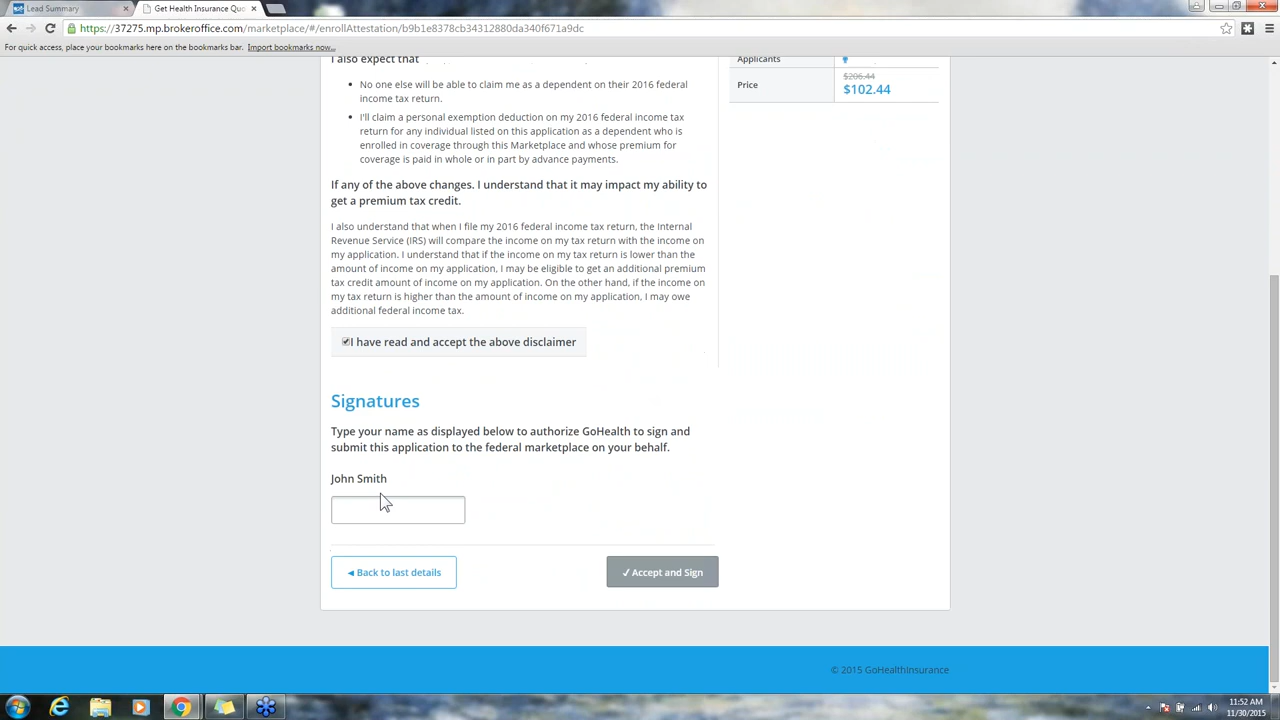 Lead Summary
Get Health Insurance Quo
https://37275.mp.brokeroffice.com/marketplace/#/enrollAttestation/b9b1e8378cb34312880da340f671a9dc
For quick access, place your bookmarks here on the bookmarks bar. Import bookmarks now...
I also expect that
No one else will be able to claim me as a dependent on their 2016 federal
income tax return.
I'll claim a personal exemption deduction on my 2016 federal income tax
return for any individual listed on this application as a dependent who is
enrolled in coverage through this Marketplace and whose premium for
coverage is paid in whole or in part by advance payments.
If any of the above changes. I understand that it may impact my ability to
get a premium tax credit.
I also understand that when I file my 2016 federal income tax return, the Internal
Revenue Service (IRS) will compare the income on my tax return with the income on
my application. I understand that if the income on my tax return is lower than the
amount of income on my application, I may be eligible to get an additional premium
tax credit amount of income on my application. On the other hand, if the income on
my tax return is higher than the amount of income on my application, I may owe
additional federal income tax.
I have read and accept the above disclaimer
Signatures
Type your name as displayed below to authorize GoHealth to sign and
submit this application to the federal marketplace on your behalf.
John Smith
Back to last details
Accept and Sign
Applicants
Price
$206.44
$102.44
© 2015 GoHealthInsurance
11:52 AM
11/30/2015